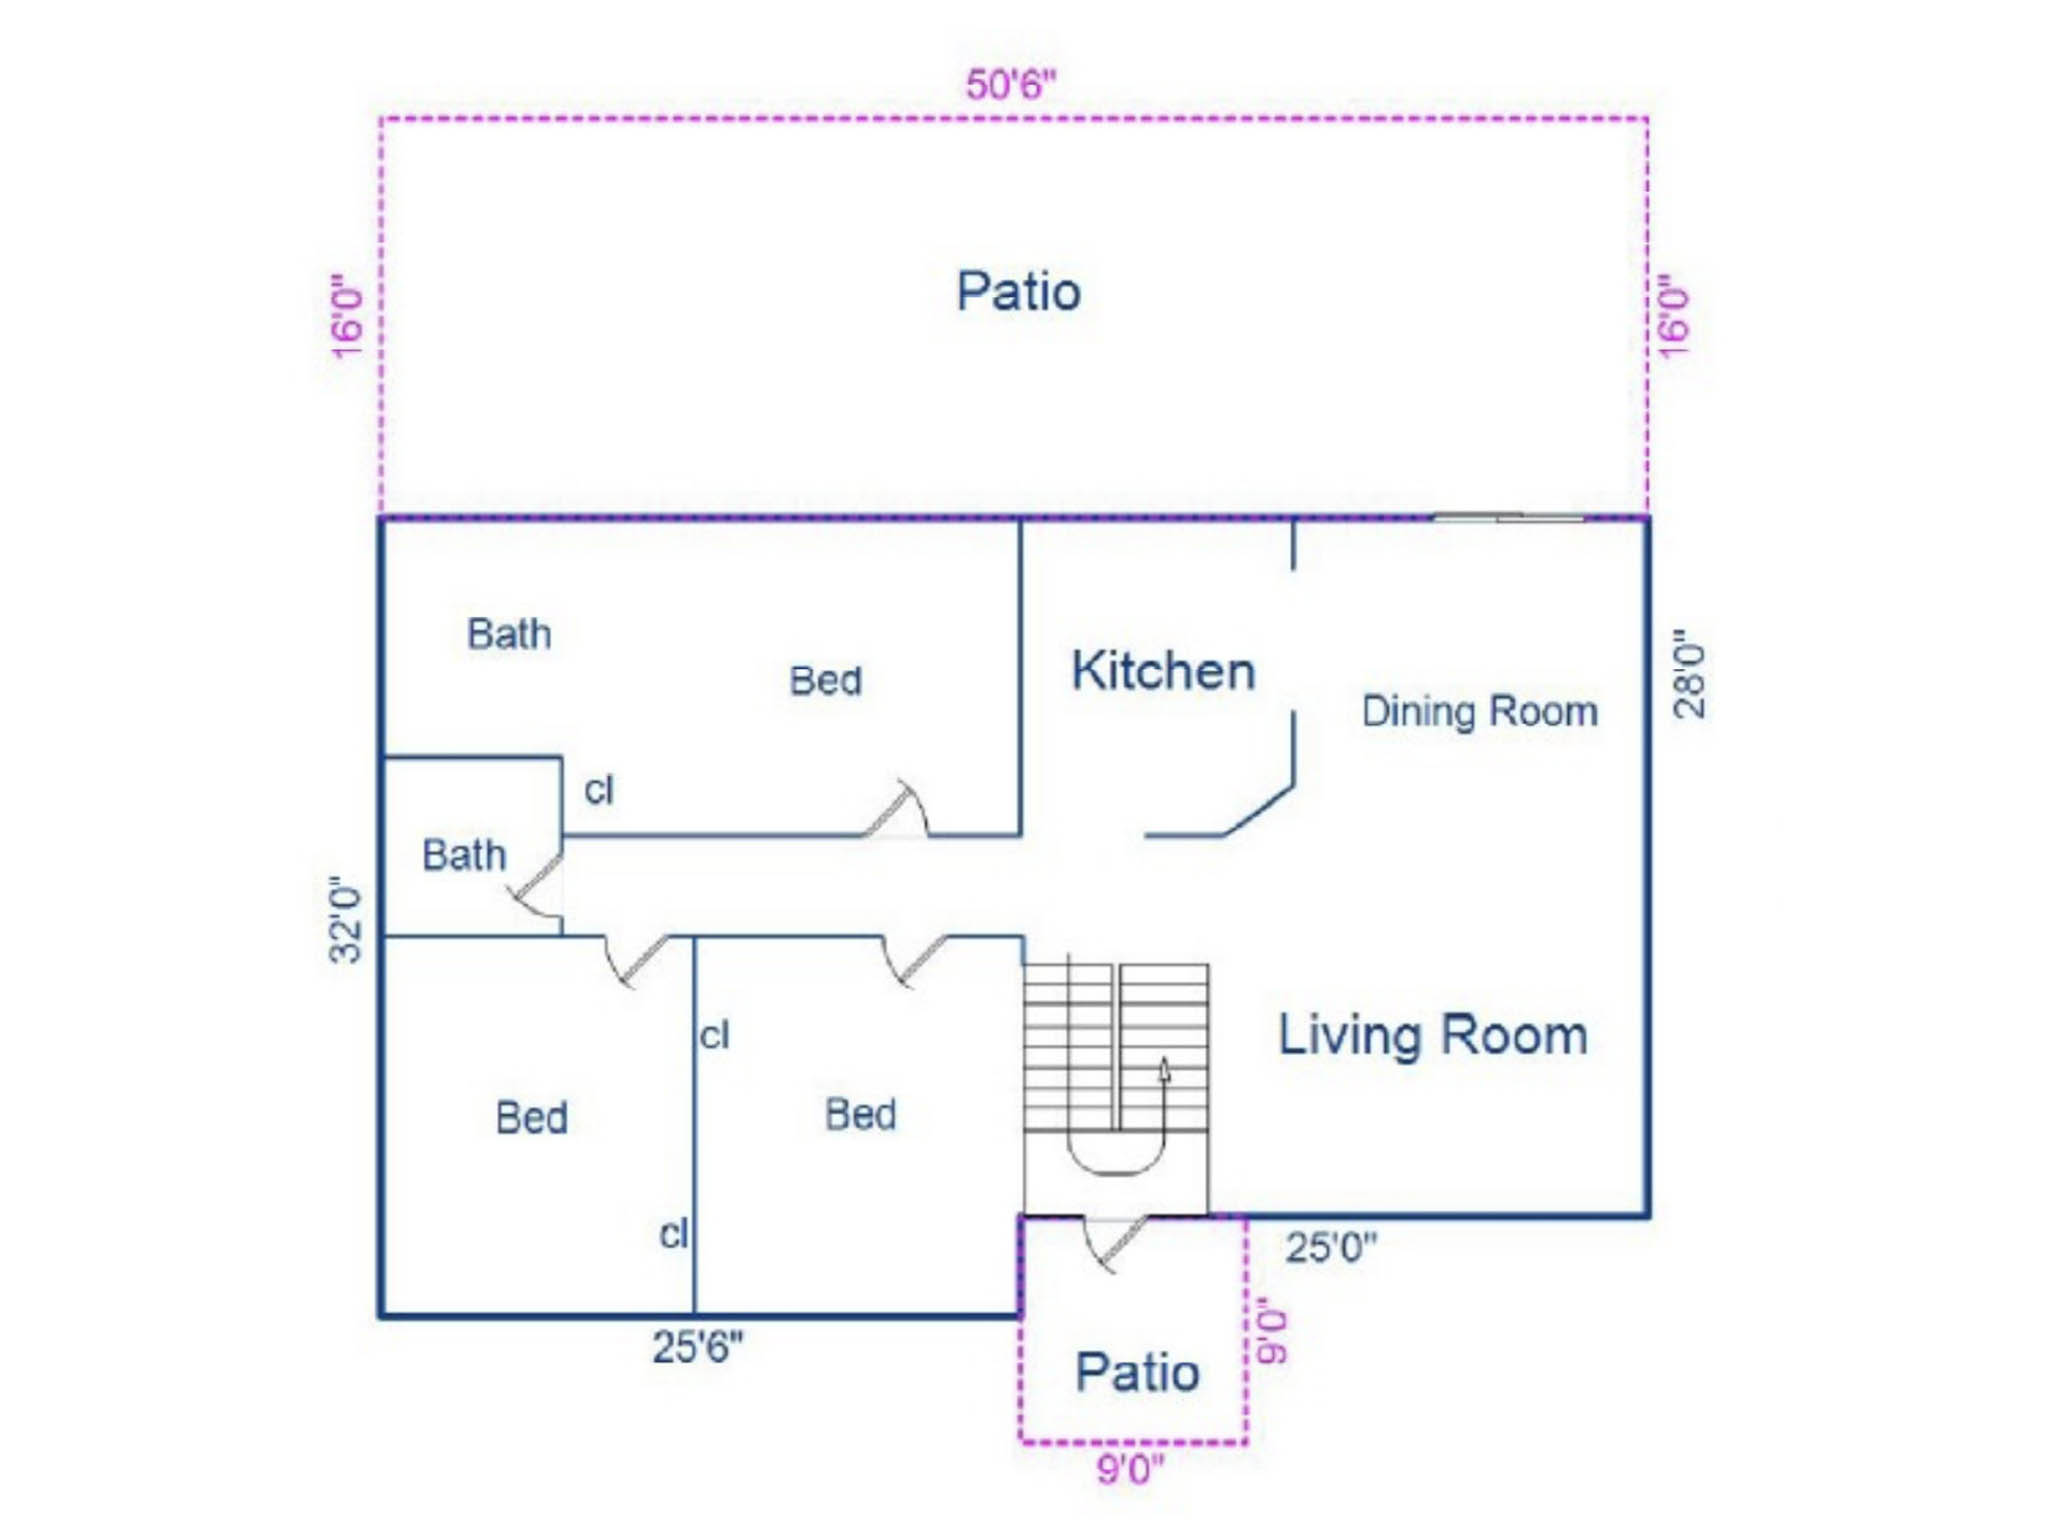 50'6"
16'0"
Patio
16'0"
Bath
Bed
Kitchen
Dining Room
28'0"
cl
Bath
32'0"
cl
Living Room
Bed
Bed
cl
25'0"
25'6"
Patio
9'0"
9'0"